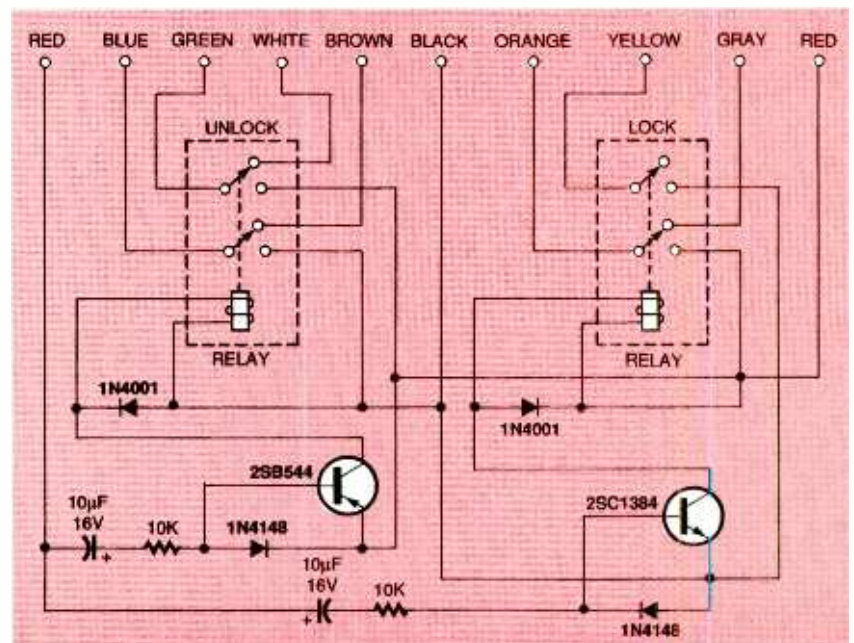 RED BLUE GREEN WHITE BROWN BLACK ORANGE YELLOW GRAY RED
UNLOCK LOCK
RELAY RELAY
1N4001
1N4001
2SB544
2SC1384
10µF
16V
10K
1N4148
+
10µF
16V
10K
+
1N4148